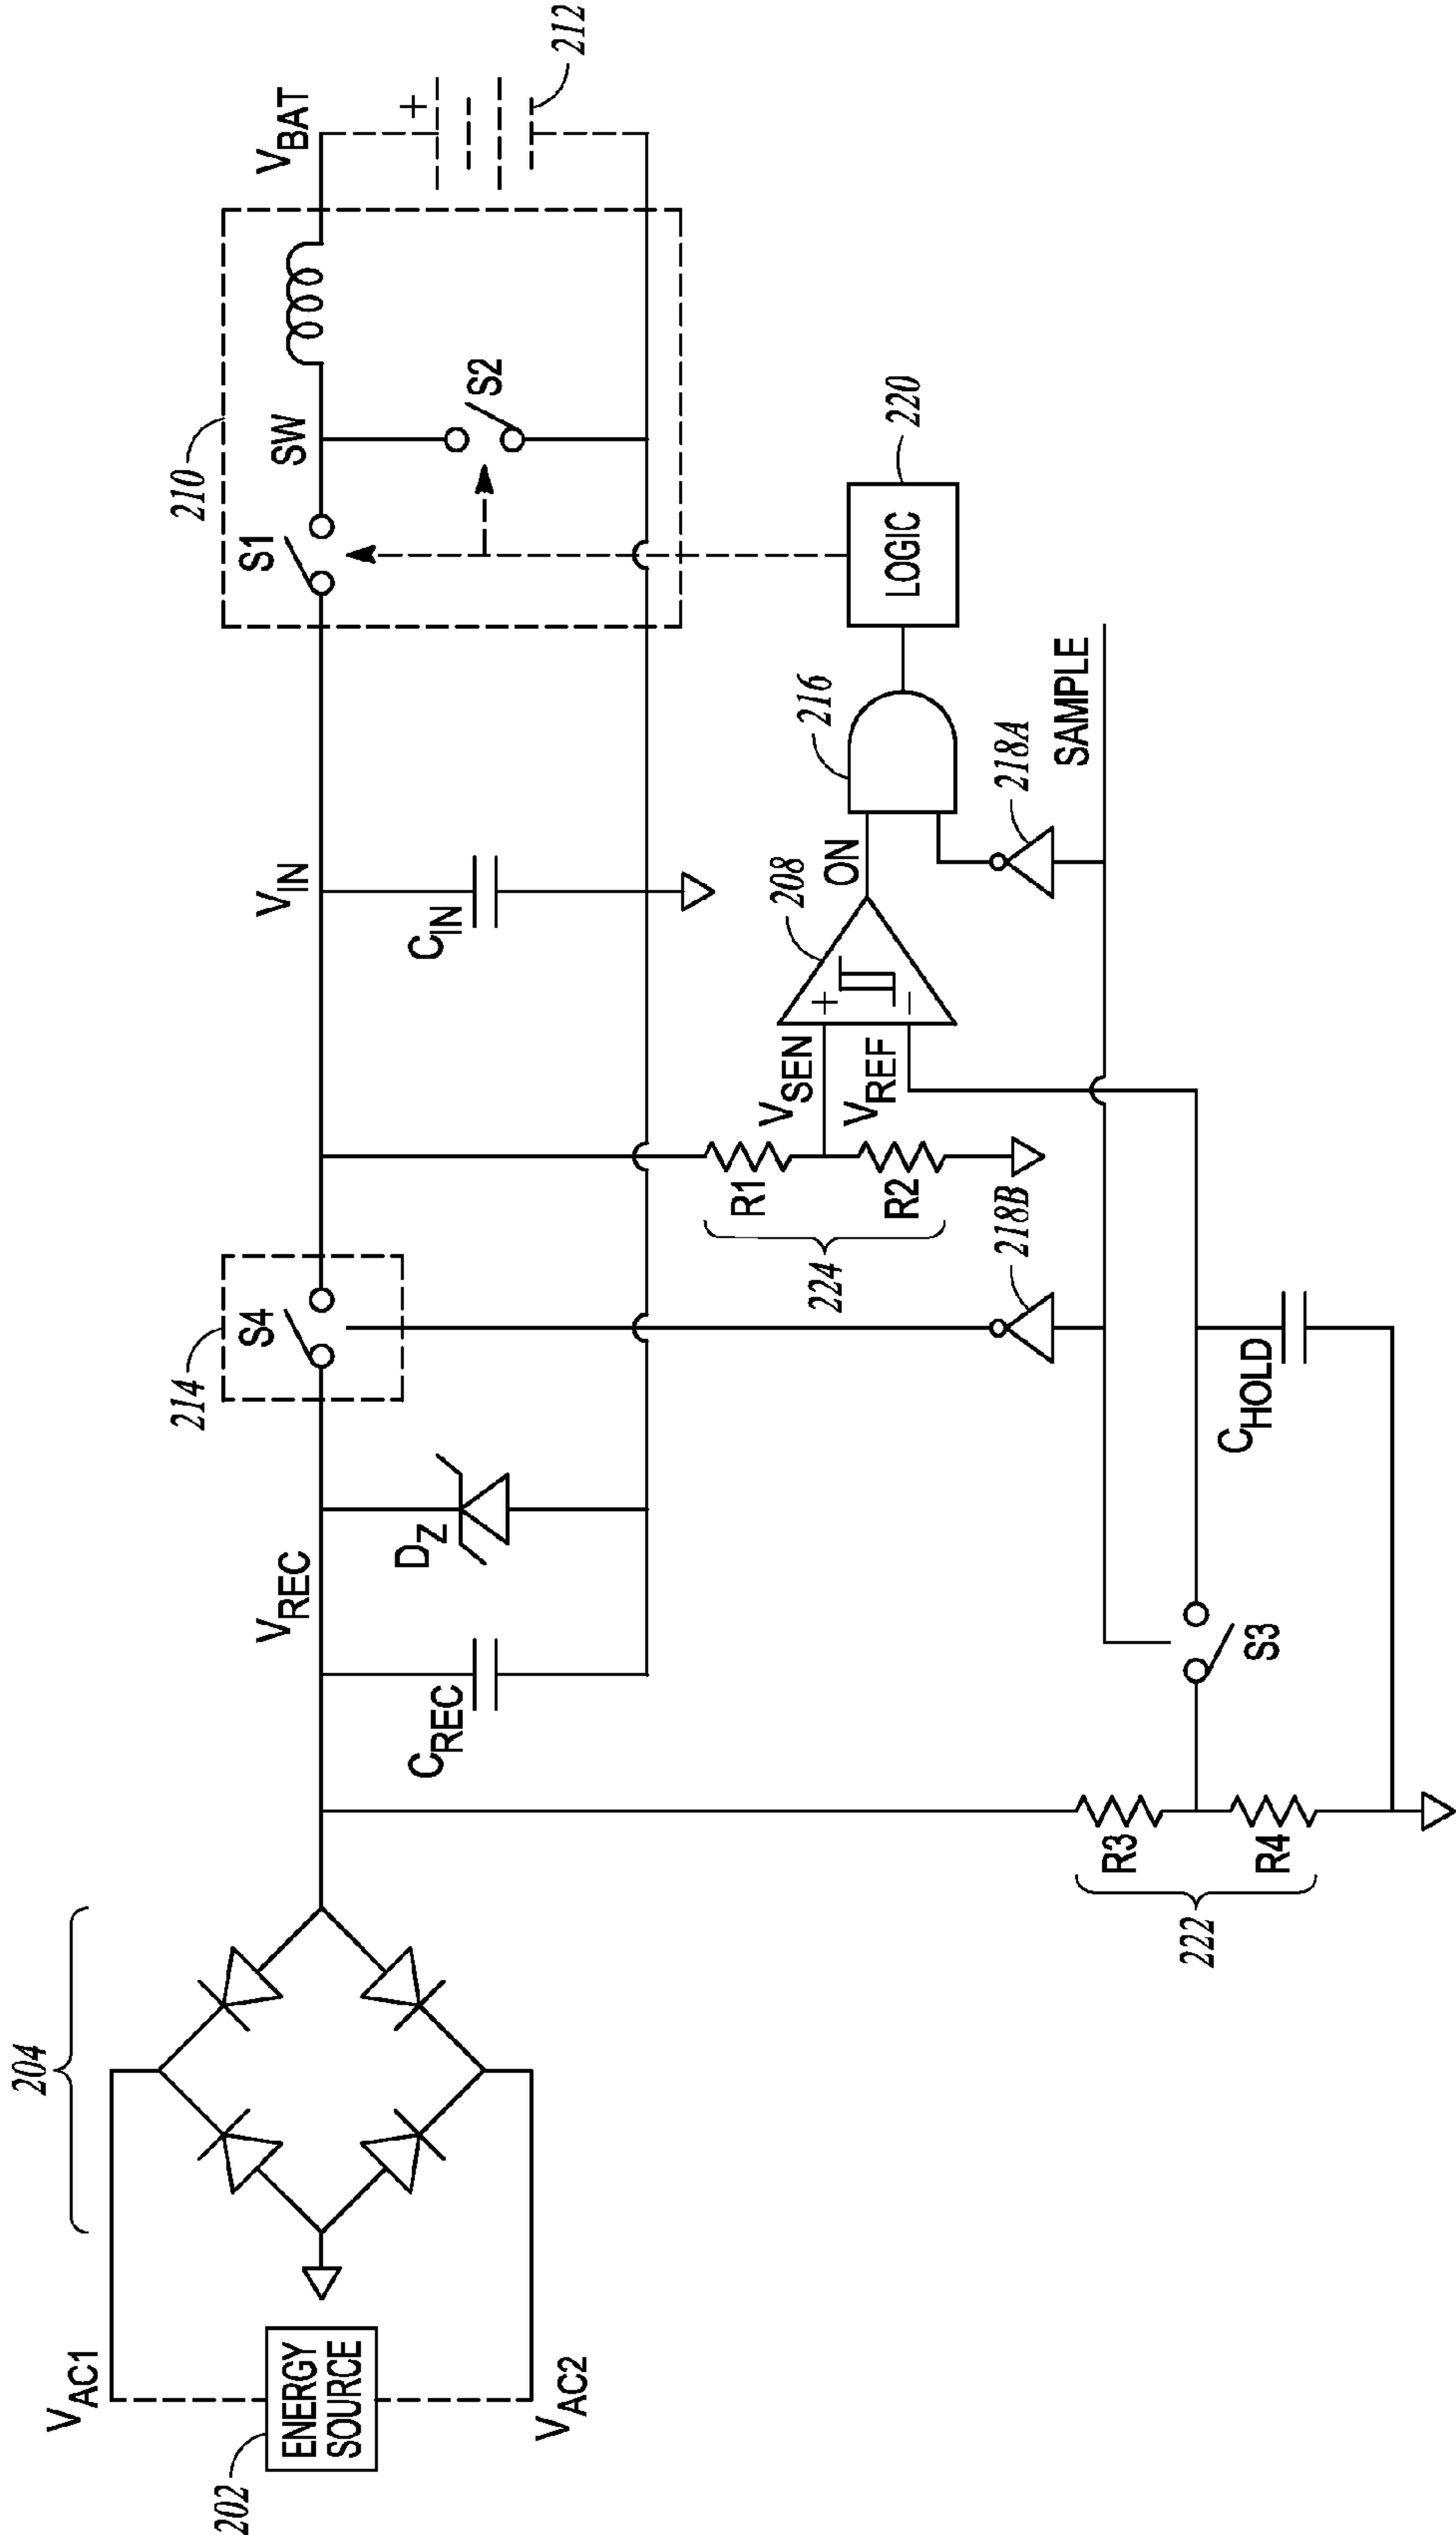 202
ENERGY
SOURCE
VAC1
VAC2
204
VREC
CREC
DZ
214
S4
VIN
CIN
210
S1
SW
S2
VBAT
+
212
R1
R2
224
VSEN
VREF
+
−
208
ON
216
LOGIC
220
218A
218B
SAMPLE
R3
R4
222
S3
CHOLD